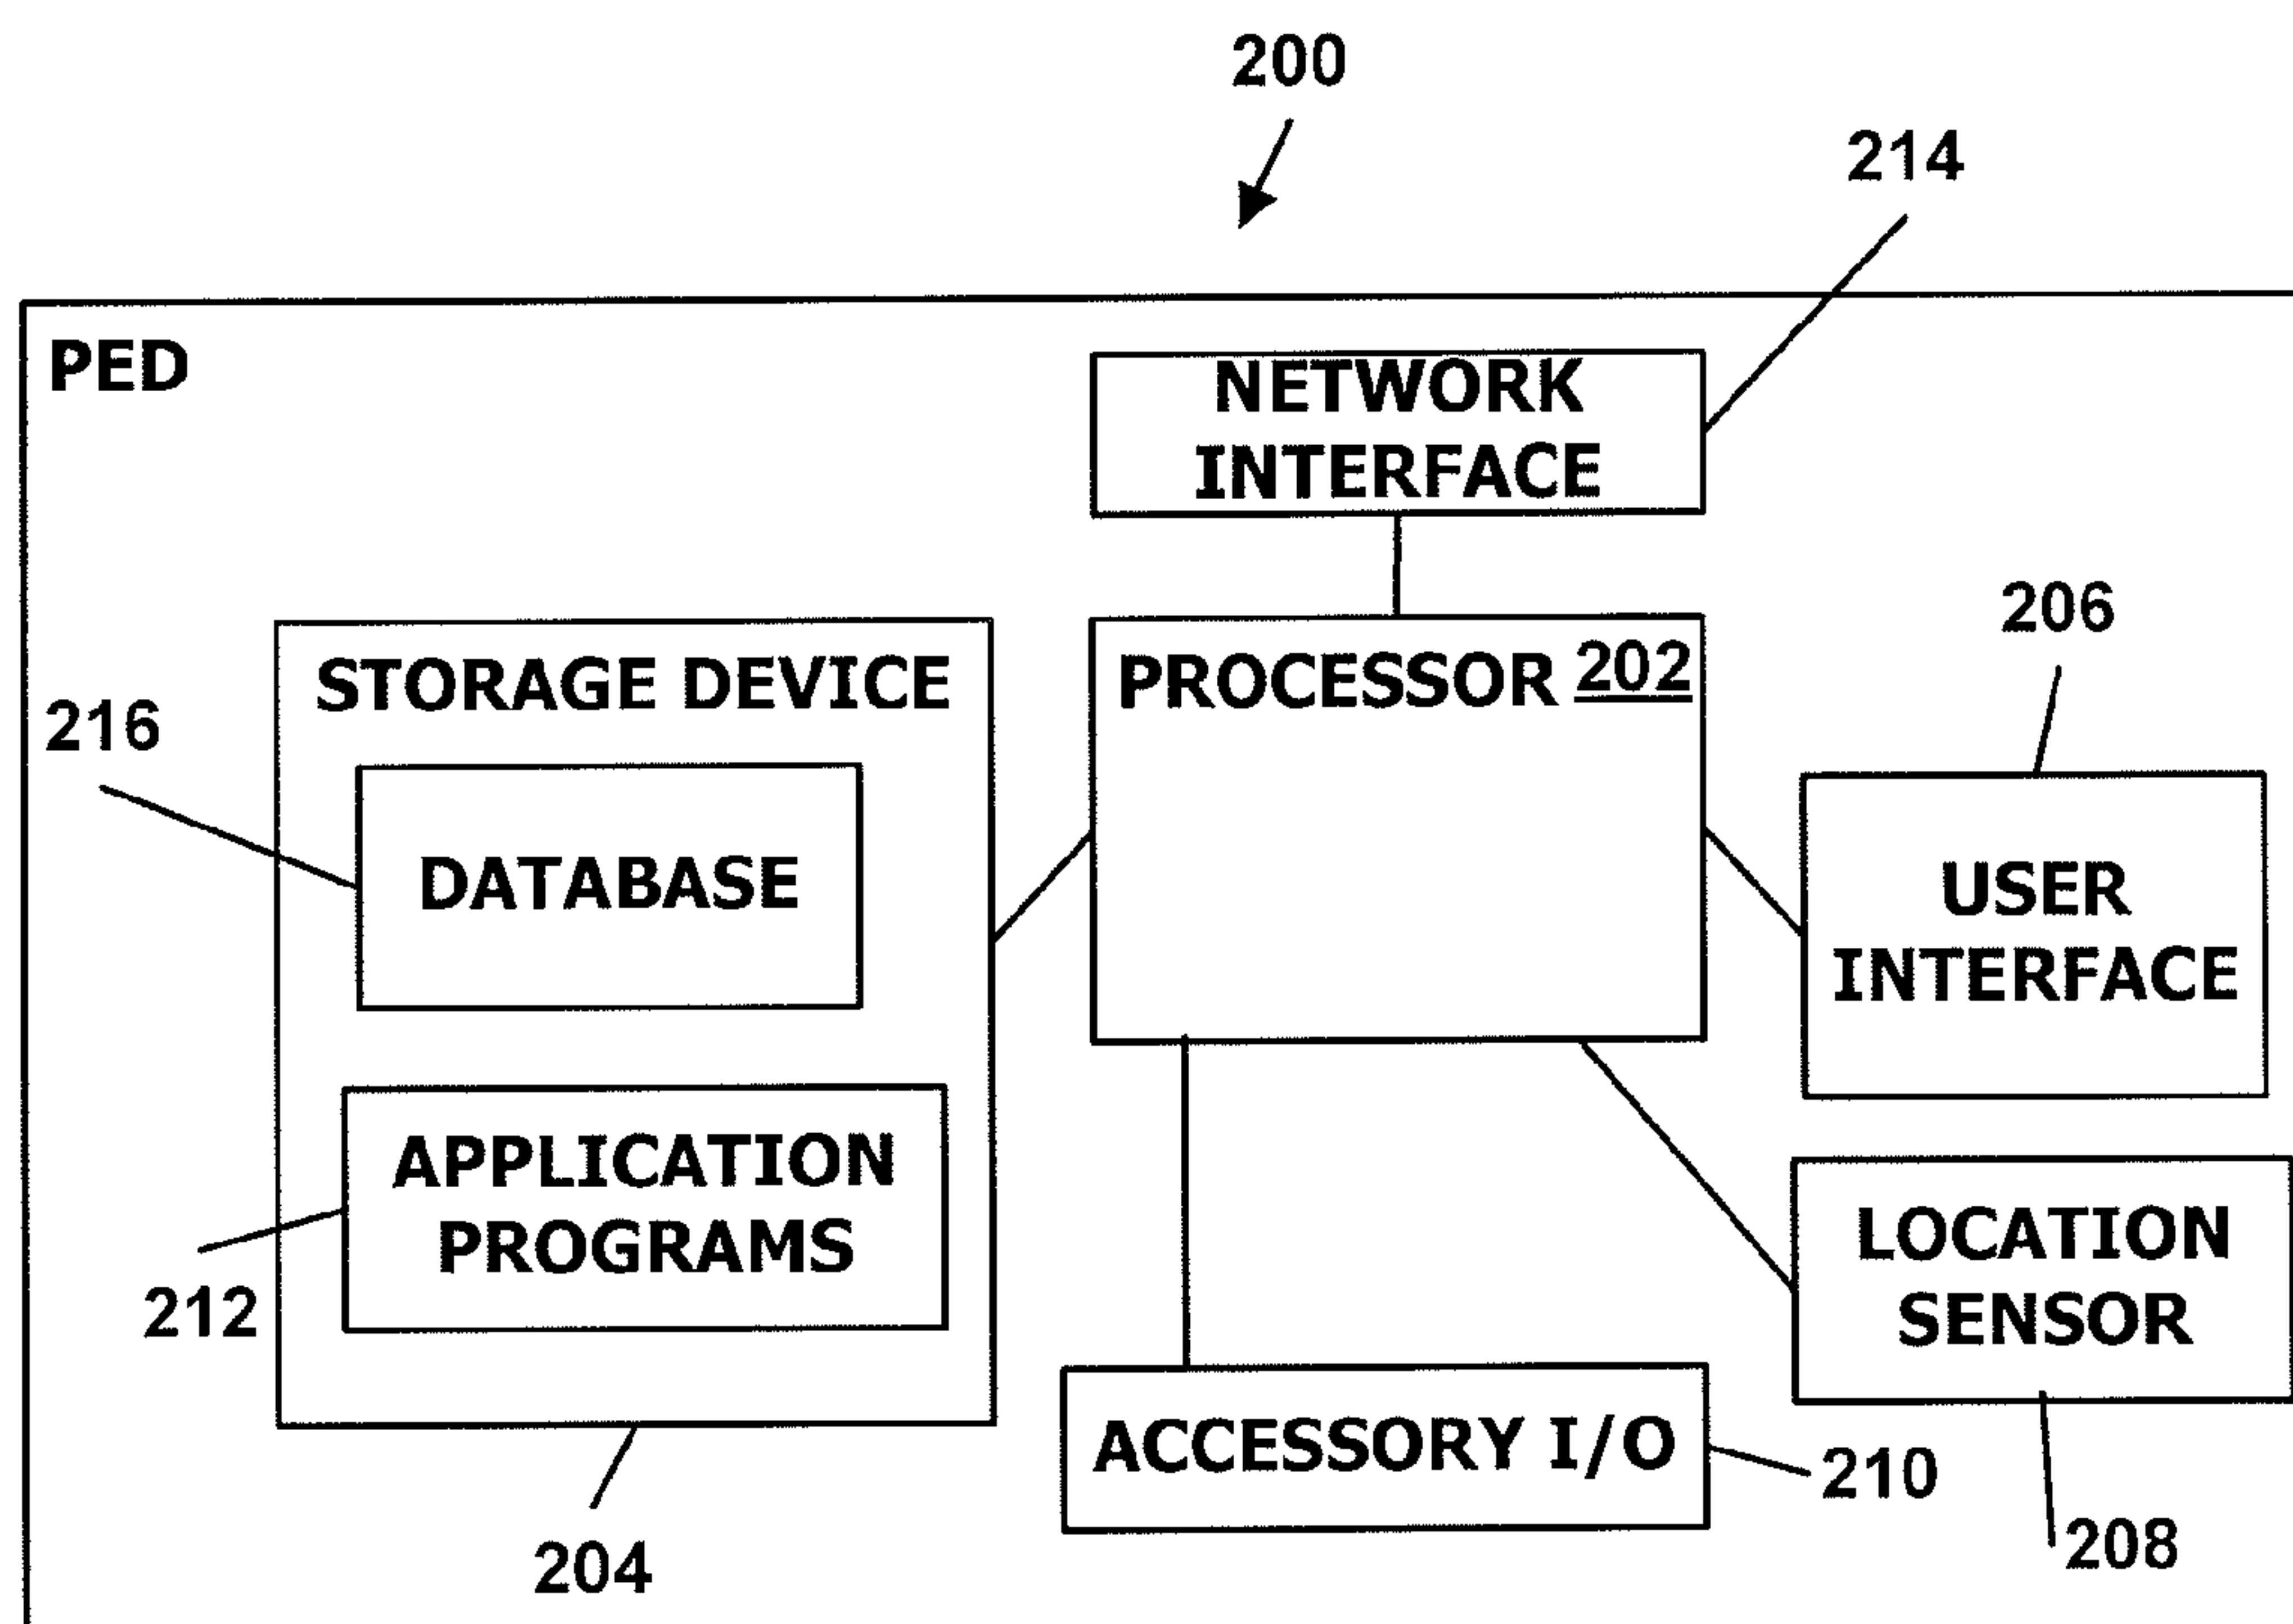 200
214
PED
NETWORK
INTERFACE
206
STORAGE DEVICE
PROCESSOR 202
216
DATABASE
USER
INTERFACE
APPLICATION
PROGRAMS
LOCATION
SENSOR
212
ACCESSORY I/O
210
208
204